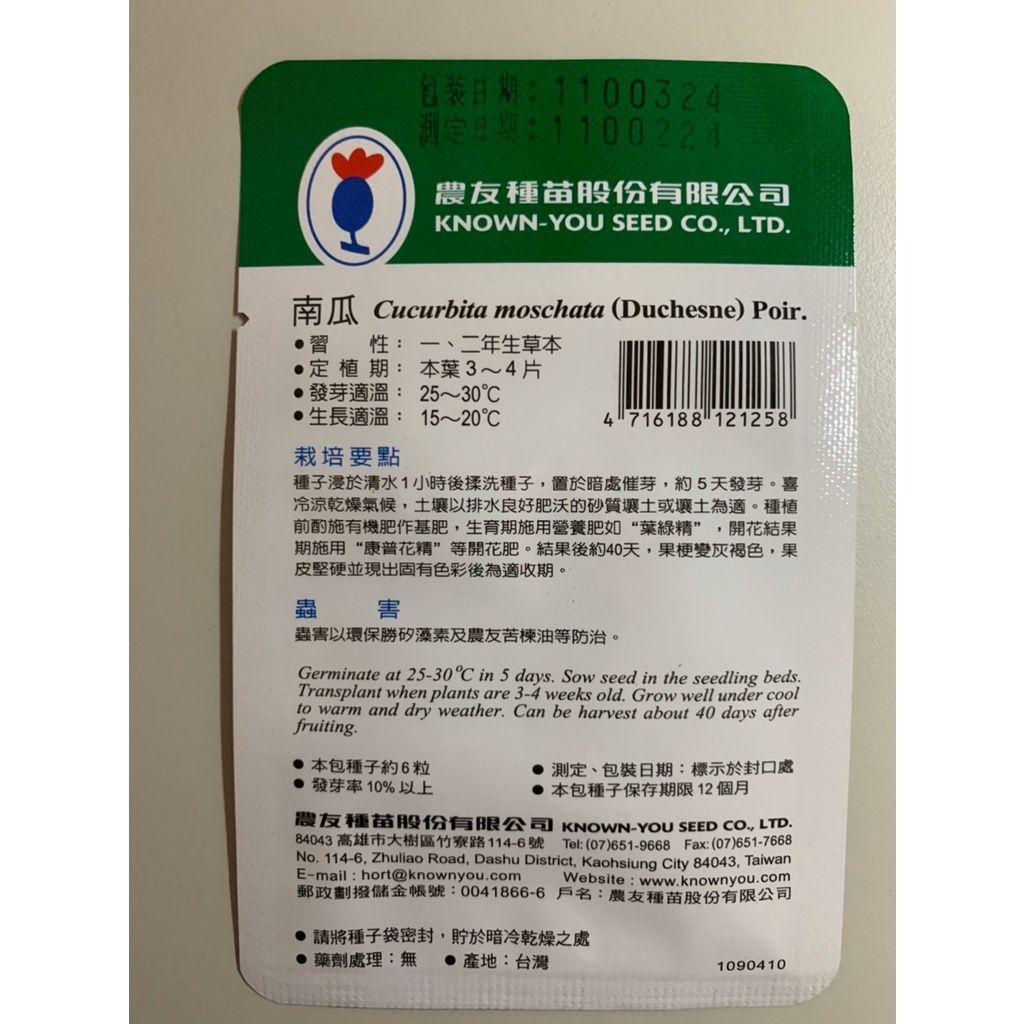 包裝日期：1100324
測定日期：1100224
農友種苗股份有限公司
KNOWN-YOU SEED CO., LTD.
南瓜 Cucurbita moschata (Duchesne) Poir.
●習　性：一、二年生草本
●定植期：本葉3～4片
●發芽適溫：25～30℃
●生長適溫：15～20℃
4 716188 121258
栽培要點
種子浸於清水1小時後揉洗種子，置於暗處催芽，約5天發芽。喜
冷涼乾燥氣候，土壤以排水良好肥沃的砂質壤土或壤土為適。種植
前酌施有機肥作基肥，生育期施用營養肥如“葉綠精”，開花結果
期施用“康普花精”等開花肥。結果後約40天，果梗變灰褐色，果
皮堅硬並現出固有色彩後為適收期。
蟲　害
蟲害以環保勝矽藻素及農友苦楝油等防治。
Germinate at 25-30°C in 5 days. Sow seed in the seedling beds.
Transplant when plants are 3-4 weeks old. Grow well under cool
to warm and dry weather. Can be harvest about 40 days after
fruiting.
●本包種子約6粒　●測定、包裝日期：標示於封口處
●發芽率10%以上　●本包種子保存期限12個月
農友種苗股份有限公司 KNOWN-YOU SEED CO., LTD.
84043 高雄市大樹區竹寮路114-6號 Tel:(07)651-9668 Fax:(07)651-7668
No. 114-6, Zhuliao Road, Dashu District, Kaohsiung City 84043, Taiwan
E-mail : hort@knownyou.com Website : www.knownyou.com
郵政劃撥儲金帳號：0041866-6 戶名：農友種苗股份有限公司
●請將種子袋密封，貯於暗冷乾燥之處
●藥劑處理：無　●產地：台灣 1090410